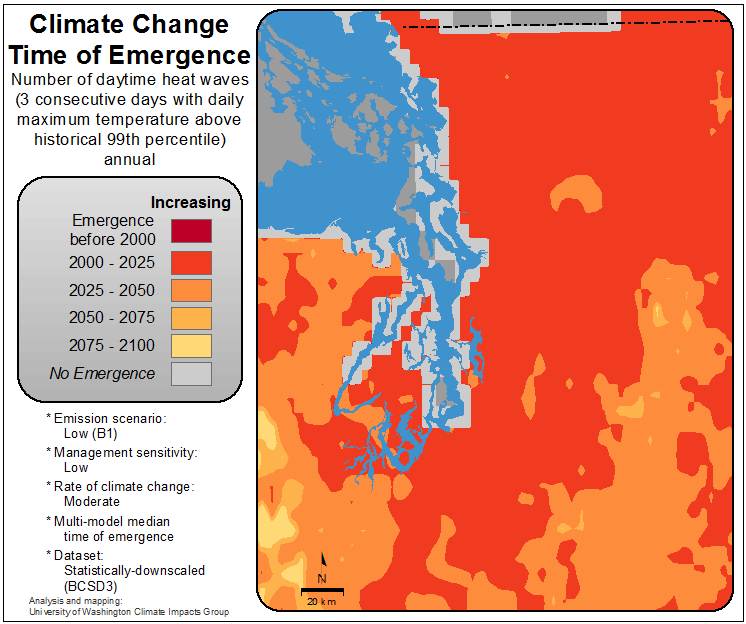 Climate Change
Time of Emergence
Number of daytime heat waves
(3 consecutive days with daily
maximum temperature above
historical 99th percentile)
annual
Increasing
Emergence
before 2000
2000 - 2025
2025 - 2050
2050 - 2075
2075 - 2100
No Emergence
* Emission scenario:
Low (B1)
* Management sensitivity:
Low
* Rate of climate change:
Moderate
* Multi-model median
time of emergence
* Dataset:
Statistically-downscaled
(BCSD3)
Analysis and mapping:
University of Washington Climate Impacts Group
N
20 km